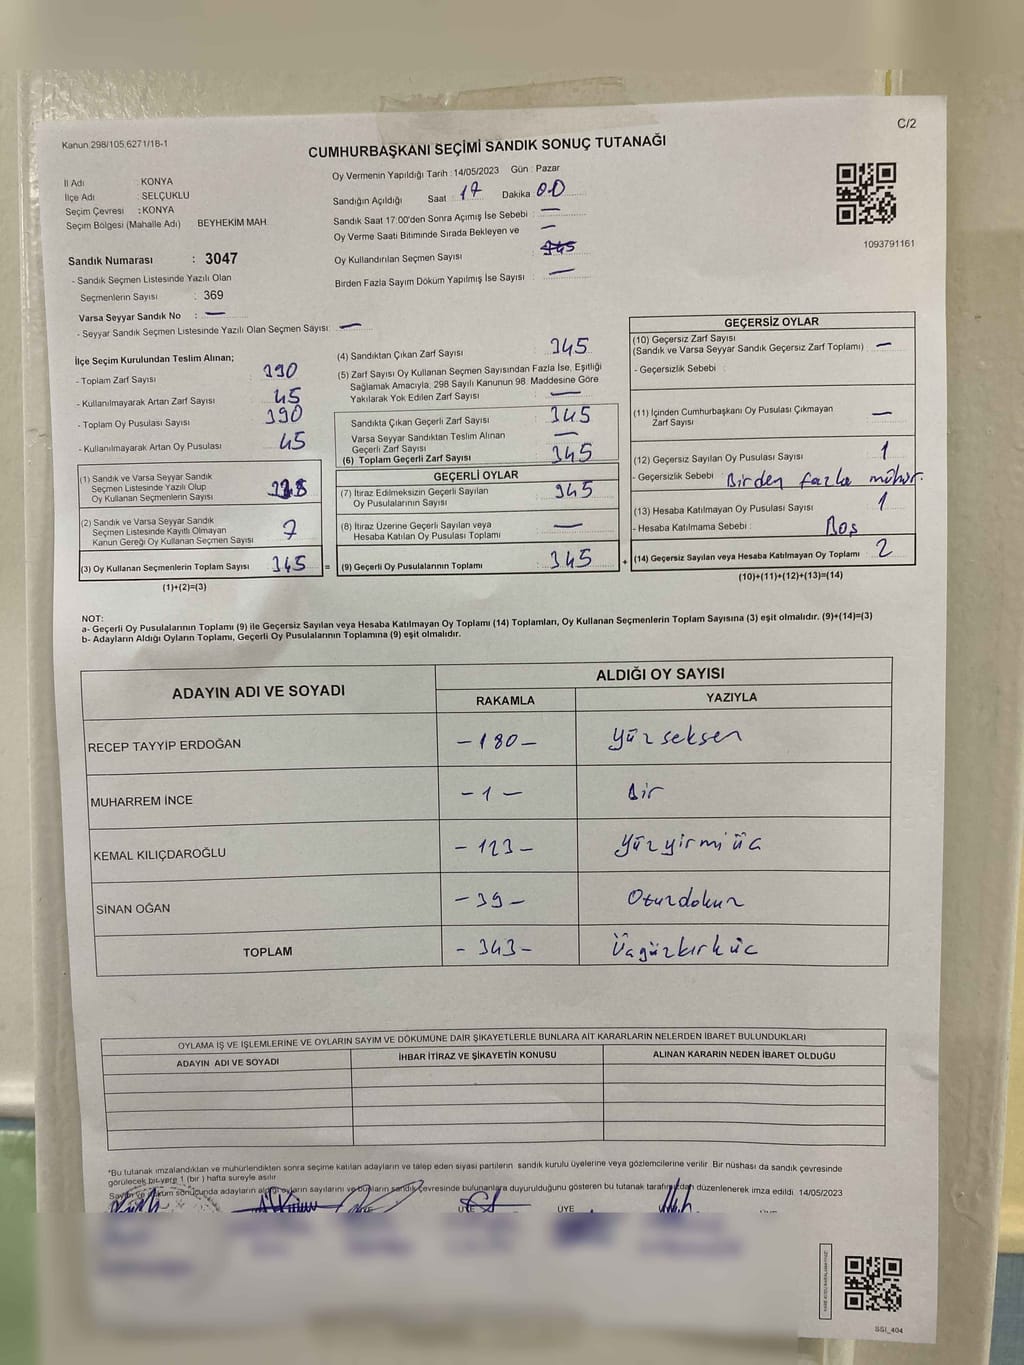 C/2
Kanun 298/105,6271/18-1
CUMHURBAŞKANI SEÇİMİ SANDIK SONUÇ TUTANAĞI
İl Adı : KONYA
İlçe Adı : SELÇUKLU
Seçim Çevresi : KONYA
Seçim Bölgesi (Mahalle Adı) BEYHEKİM MAH.
Sandık Numarası : 3047
- Sandık Seçmen Listesinde Yazılı Olan
Seçmenlerin Sayısı : 369
Varsa Seyyar Sandık No : —
- Seyyar Sandık Seçmen Listesinde Yazılı Olan Seçmen Sayısı: —
Oy Vermenin Yapıldığı Tarih : 14/05/2023 Gün : Pazar
Sandığın Açıldığı Saat : 17 Dakika : 00
Sandık Saat 17:00'den Sonra Açımış İse Sebebi : —
Oy Verme Saati Bitiminde Sırada Bekleyen ve —
Oy Kullandırılan Seçmen Sayısı
Birden Fazla Sayım Döküm Yapılmış İse Sayısı : —
1093791161
İlçe Seçim Kurulundan Teslim Alınan;
- Toplam Zarf Sayısı : 390
- Kullanılmayarak Artan Zarf Sayısı : 45
- Toplam Oy Pusulası Sayısı : 390
- Kullanılmayarak Artan Oy Pusulası : 45
(1) Sandık ve Varsa Seyyar Sandık
Seçmen Listesinde Yazılı Olup
Oy Kullanan Seçmenlerin Sayısı
(2) Sandık ve Varsa Seyyar Sandık
Seçmen Listesinde Kayıtlı Olmayan
Kanun Gereği Oy Kullanan Seçmen Sayısı : 7
(3) Oy Kullanan Seçmenlerin Toplam Sayısı : 345 =
(1)+(2)=(3)
(4) Sandıktan Çıkan Zarf Sayısı : 345
(5) Zarf Sayısı Oy Kullanan Seçmen Sayısından Fazla İse, Eşitliği
Sağlamak Amacıyla, 298 Sayılı Kanunun 98. Maddesine Göre
Yakılarak Yok Edilen Zarf Sayısı : —
Sandıkta Çıkan Geçerli Zarf Sayısı : 345
Varsa Seyyar Sandıktan Teslim Alınan
Geçerli Zarf Sayısı : —
(6) Toplam Geçerli Zarf Sayısı : 345
GEÇERLİ OYLAR
(7) İtiraz Edilmeksizin Geçerli Sayılan
Oy Pusulalarının Sayısı : 345
(8) İtiraz Üzerine Geçerli Sayılan veya
Hesaba Katılan Oy Pusulası Toplamı : —
(9) Geçerli Oy Pusulalarının Toplamı : 345 +
GEÇERSİZ OYLAR
(10) Geçersiz Zarf Sayısı
(Sandık ve Varsa Seyyar Sandık Geçersiz Zarf Toplamı) : —
- Geçersizlik Sebebi :
(11) İçinden Cumhurbaşkanı Oy Pusulası Çıkmayan
Zarf Sayısı : —
(12) Geçersiz Sayılan Oy Pusulası Sayısı : 1
- Geçersizlik Sebebi : Birden fazla mühür.
(13) Hesaba Katılmayan Oy Pusulası Sayısı : 1
- Hesaba Katılmama Sebebi : Boş
(14) Geçersiz Sayılan veya Hesaba Katılmayan Oy Toplamı : 2
(10)+(11)+(12)+(13)=(14)
NOT:
a- Geçerli Oy Pusulalarının Toplamı (9) ile Geçersiz Sayılan veya Hesaba Katılmayan Oy Toplamı (14) Toplamları, Oy Kullanan Seçmenlerin Toplam Sayısına (3) eşit olmalıdır. (9)+(14)=(3)
b- Adayların Aldığı Oyların Toplamı, Geçerli Oy Pusulalarının Toplamına (9) eşit olmalıdır.
ADAYIN ADI VE SOYADI ALDIĞI OY SAYISI
RAKAMLA YAZIYLA
RECEP TAYYİP ERDOĞAN -180- Yüzseksen
MUHARREM İNCE -1- Bir
KEMAL KILIÇDAROĞLU -123- Yüzyirmiüç
SİNAN OĞAN -39- Otuzdokuz
TOPLAM -343- Üçyüzkırküç
OYLAMA İŞ VE İŞLEMLERİNE VE OYLARIN SAYIM VE DÖKÜMÜNE DAİR ŞİKAYETLERLE BUNLARA AİT KARARLARIN NELERDEN İBARET BULUNDUKLARI
ADAYIN ADI VE SOYADI İHBAR İTİRAZ VE ŞİKAYETİN KONUSU ALINAN KARARIN NEDEN İBARET OLDUĞU
*Bu tutanak imzalandıktan ve mühürlendikten sonra seçime katılan adayların ve talep eden siyasi partilerin sandık kurulu üyelerine veya gözlemcilerine verilir. Bir nüshası da sandık çevresinde
görülecek bir yere 1 (bir ) hafta süreyle asılır.
Sayım ve döküm sonucunda adayların aldığı oyların sayılarını ve bunların sandık çevresinde bulunanlara duyurulduğunu gösteren bu tutanak tarafımızdan düzenlenerek imza edildi. 14/05/2023
ÜYE ÜYE
SSI_404